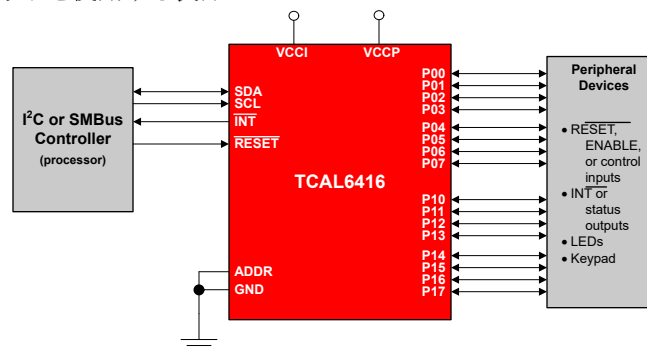 VCCI VCCP
I²C or SMBus
Controller
(processor)
SDA
SCL
INT
RESET
ADDR
GND
TCAL6416
P00
P01
P02
P03
P04
P05
P06
P07
P10
P11
P12
P13
P14
P15
P16
P17
Peripheral
Devices
• RESET,
ENABLE,
or control
inputs
• INT or
status
outputs
• LEDs
• Keypad